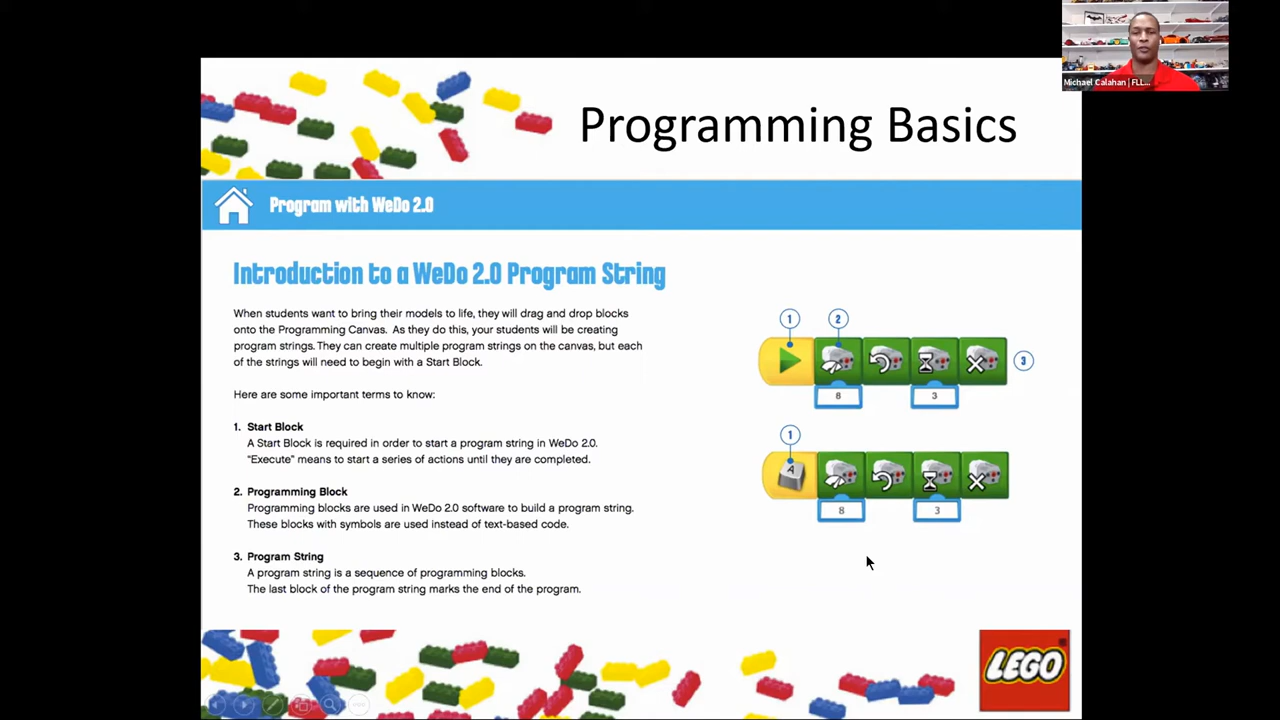 Michael Calahan | FLL...
Programming Basics
Program with WeDo 2.0
Introduction to a WeDo 2.0 Program String
When students want to bring their models to life, they will drag and drop blocks
onto the Programming Canvas. As they do this, your students will be creating
program strings. They can create multiple program strings on the canvas, but each
of the strings will need to begin with a Start Block.
Here are some important terms to know:
1. Start Block
A Start Block is required in order to start a program string in WeDo 2.0.
“Execute” means to start a series of actions until they are completed.
2. Programming Block
Programming blocks are used in WeDo 2.0 software to build a program string.
These blocks with symbols are used instead of text-based code.
3. Program String
A program string is a sequence of programming blocks.
The last block of the program string marks the end of the program.
1 2
3
8 3
1
A
8 3
LEGO